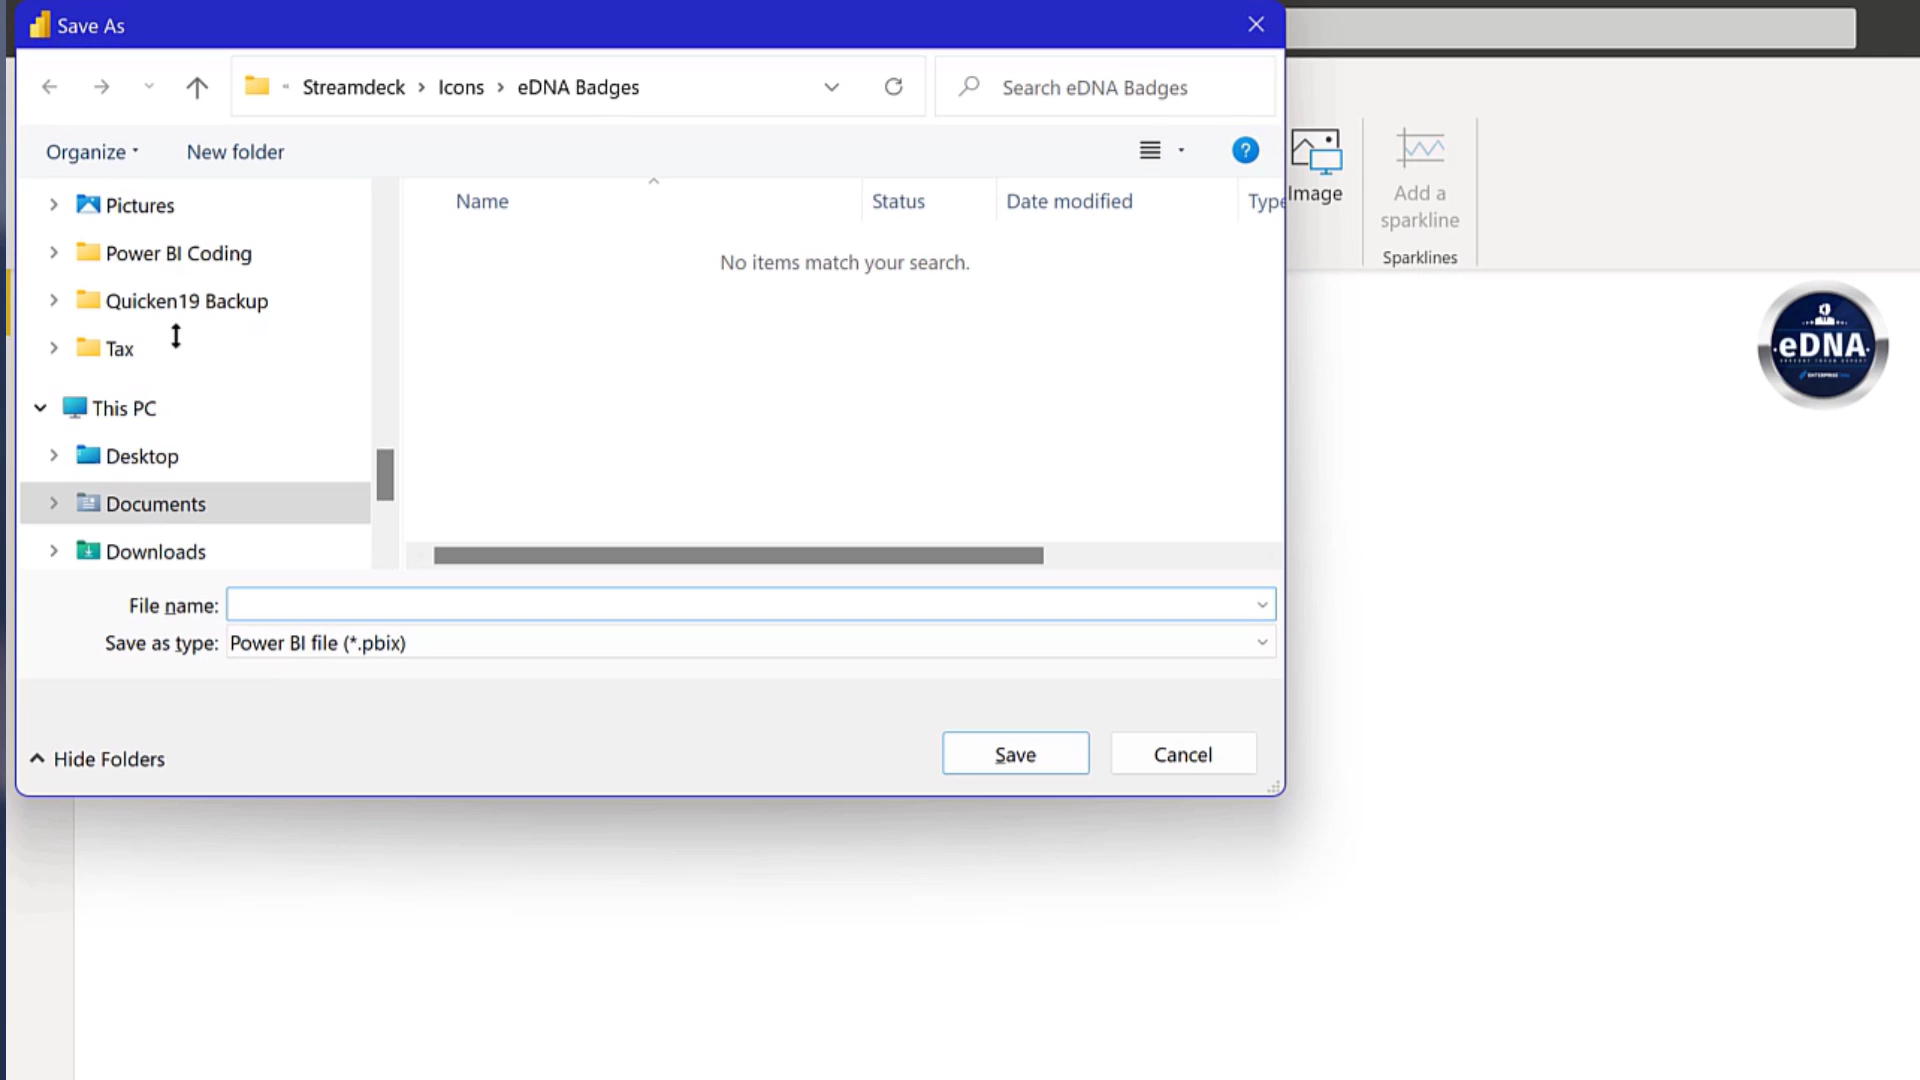 Save As
« Streamdeck > Icons > eDNA Badges
Search eDNA Badges
Organize
New folder
?
Image
Add a
sparkline
Sparklines
Pictures
Power BI Coding
Quicken19 Backup
Tax
This PC
Desktop
Documents
Downloads
Name
Status
Date modified
Type
No items match your search.
eDNA
File name:
Save as type: Power BI file (*.pbix)
Hide Folders
Save
Cancel